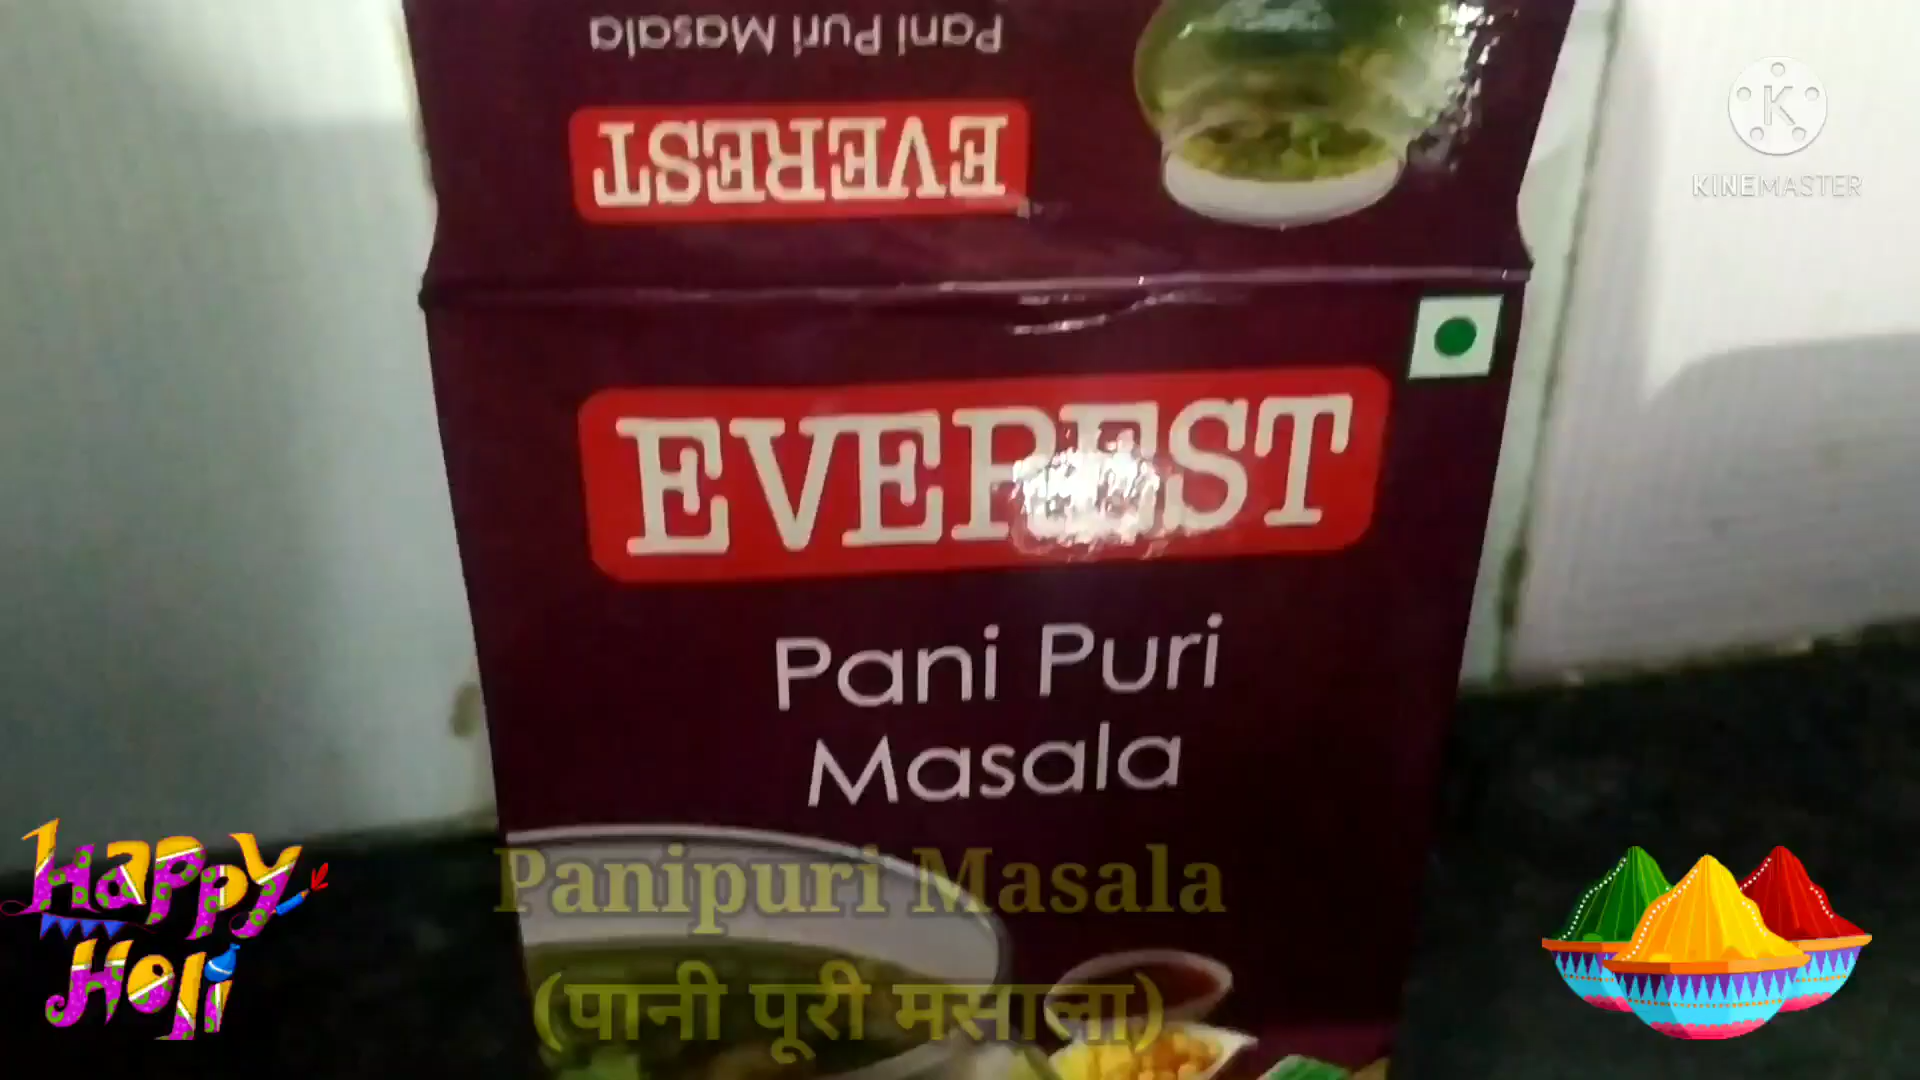 Pani Puri Masala
EVEREST
KINEMASTER
EVEREST
Pani Puri
Masala
Panipuri Masala
(पानी पूरी मसाला)
Happy
Holi